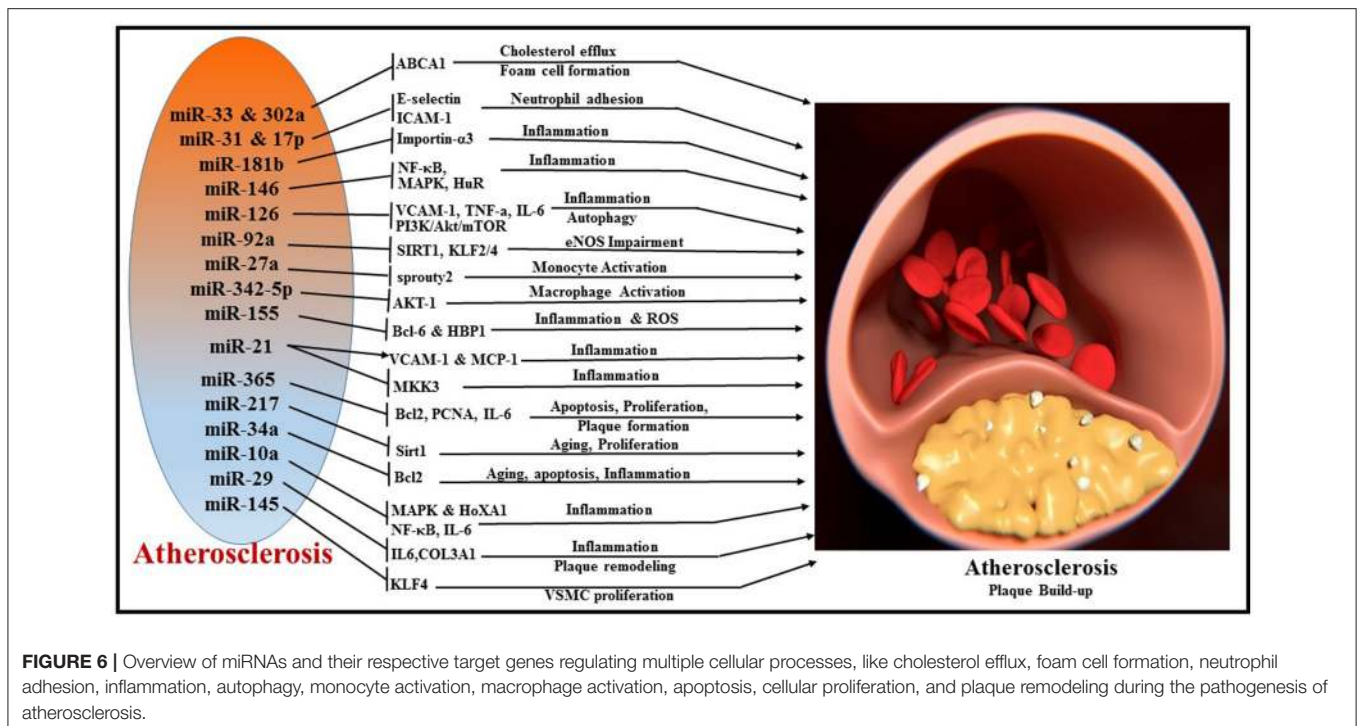 miR-33 & 302a
miR-31 & 17p
miR-181b
miR-146
miR-126
miR-92a
miR-27a
miR-342-5p
miR-155
miR-21
miR-365
miR-217
miR-34a
miR-10a
miR-29
miR-145
Atherosclerosis
ABCA1
Cholesterol efflux
Foam cell formation
E-selectin
ICAM-1
Neutrophil adhesion
Importin-α3
Inflammation
NF-κB,
MAPK, HuR
Inflammation
VCAM-1, TNF-a, IL-6
PI3K/Akt/mTOR
Inflammation
Autophagy
SIRT1, KLF2/4
eNOS Impairment
sprouty2
Monocyte Activation
AKT-1
Macrophage Activation
Bcl-6 & HBP1
Inflammation & ROS
VCAM-1 & MCP-1
Inflammation
MKK3
Inflammation
Bcl2, PCNA, IL-6
Apoptosis, Proliferation,
Plaque formation
Sirt1
Aging, Proliferation
Bcl2
Aging, apoptosis, Inflammation
MAPK & HoXA1
NF-κB, IL-6
Inflammation
IL6,COL3A1
Inflammation
Plaque remodeling
KLF4
VSMC proliferation
Atherosclerosis
Plaque Build-up
FIGURE 6 | Overview of miRNAs and their respective target genes regulating multiple cellular processes, like cholesterol efflux, foam cell formation, neutrophil
adhesion, inflammation, autophagy, monocyte activation, macrophage activation, apoptosis, cellular proliferation, and plaque remodeling during the pathogenesis of
atherosclerosis.